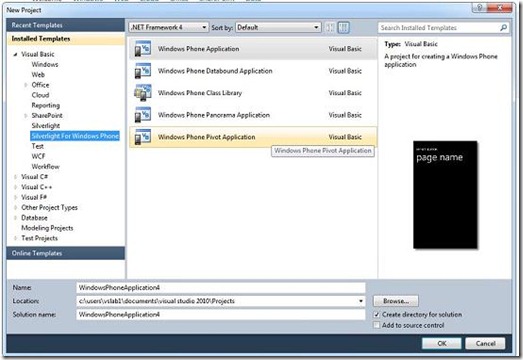 New Project
Recent Templates
Installed Templates
Visual Basic
Windows
Web
Office
Cloud
Reporting
SharePoint
Silverlight
Silverlight For Windows Phone
Test
WCF
Workflow
Visual C#
Visual C++
Visual F#
Other Project Types
Database
Modeling Projects
Test Projects
Online Templates
.NET Framework 4
Sort by: Default
Windows Phone Application Visual Basic
Windows Phone Databound Application Visual Basic
Windows Phone Class Library Visual Basic
Windows Phone Panorama Application Visual Basic
Windows Phone Pivot Application Visual Basic
Windows Phone Pivot Application
Search Installed Templates
Type: Visual Basic
A project for creating a Windows Phone
application
page name
Name: WindowsPhoneApplication4
Location: c:\users\vslab1\documents\visual studio 2010\Projects
Browse...
Solution name: WindowsPhoneApplication4
Create directory for solution
Add to source control
OK
Cancel